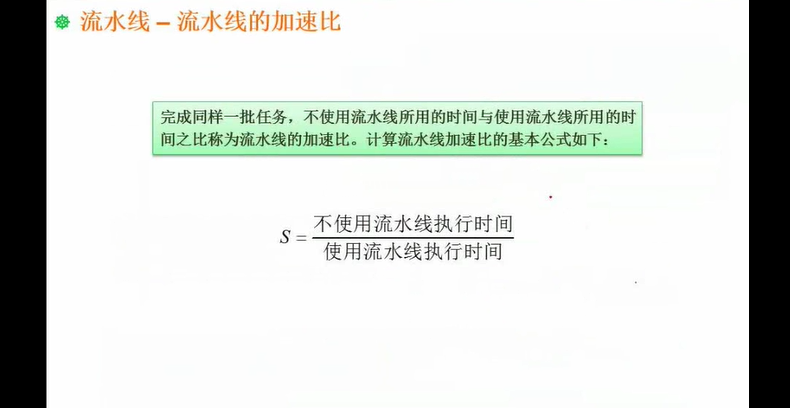 流水线 – 流水线的加速比
完成同样一批任务，不使用流水线所用的时间与使用流水线所用的时
间之比称为流水线的加速比。计算流水线加速比的基本公式如下：
S = 不使用流水线执行时间
使用流水线执行时间